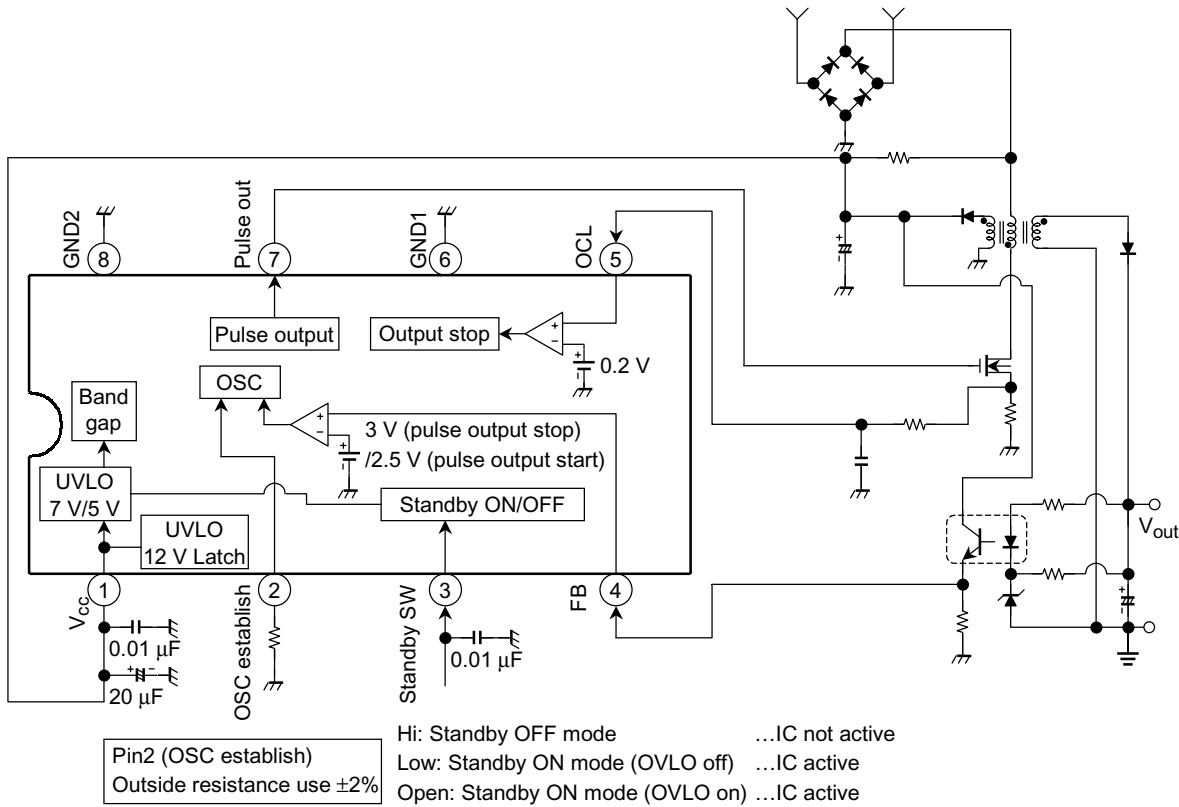 GND2
8
Pulse out
7
GND1
6
OCL
5
Pulse output
Output stop
+
−
+
−
0.2 V
Band
gap
OSC
+
−
+
−
3 V (pulse output stop)
/2.5 V (pulse output start)
UVLO
7 V/5 V
Standby ON/OFF
UVLO
12 V Latch
+
−
Vout
+
−
1
VCC
2
OSC establish
3
Standby SW
4
FB
0.01 μF
+ −
20 μF
0.01 μF
Pin2 (OSC establish)
Outside resistance use ±2%
Hi: Standby OFF mode …IC not active
Low: Standby ON mode (OVLO off) …IC active
Open: Standby ON mode (OVLO on) …IC active